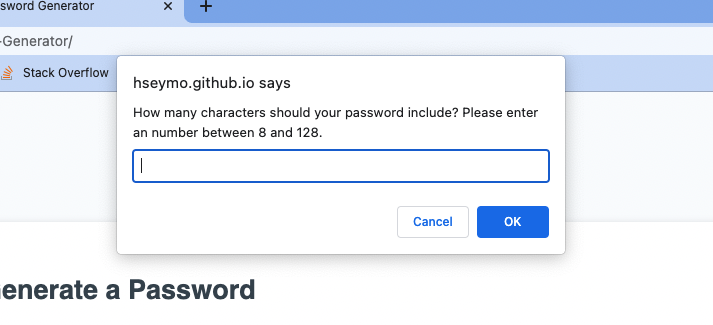 sword Generator
-Generator/
Stack Overflow
hseymo.github.io says
How many characters should your password include? Please enter
an number between 8 and 128.
Cancel OK
enerate a Password